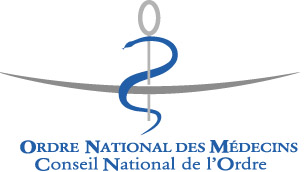 ORDRE NATIONAL DES MÉDECINS
Conseil National de l'Ordre